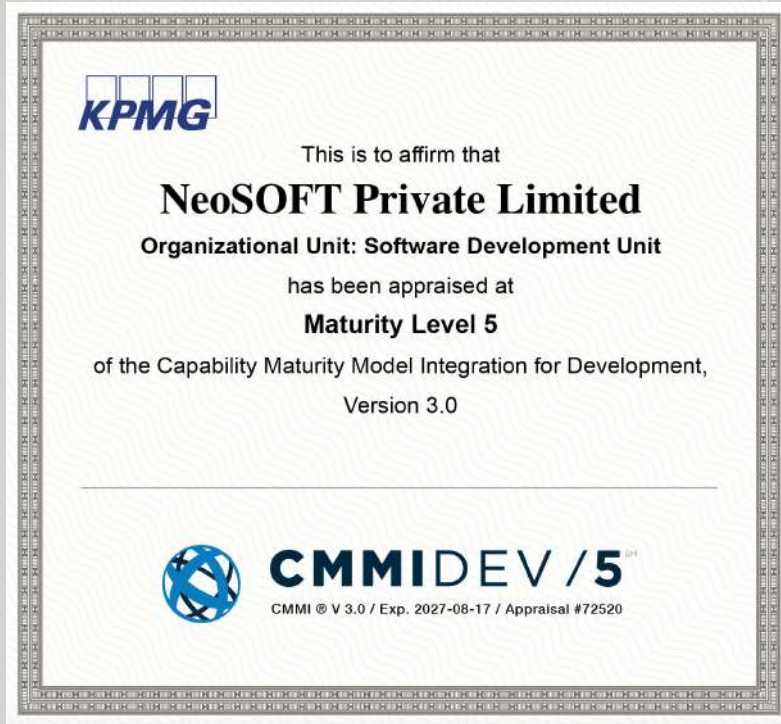 KPMG
This is to affirm that
NeoSOFT Private Limited
Organizational Unit: Software Development Unit
has been appraised at
Maturity Level 5
of the Capability Maturity Model Integration for Development,
Version 3.0
CMMIDEV/5℠
CMMI ® V 3.0 / Exp. 2027-08-17 / Appraisal #72520